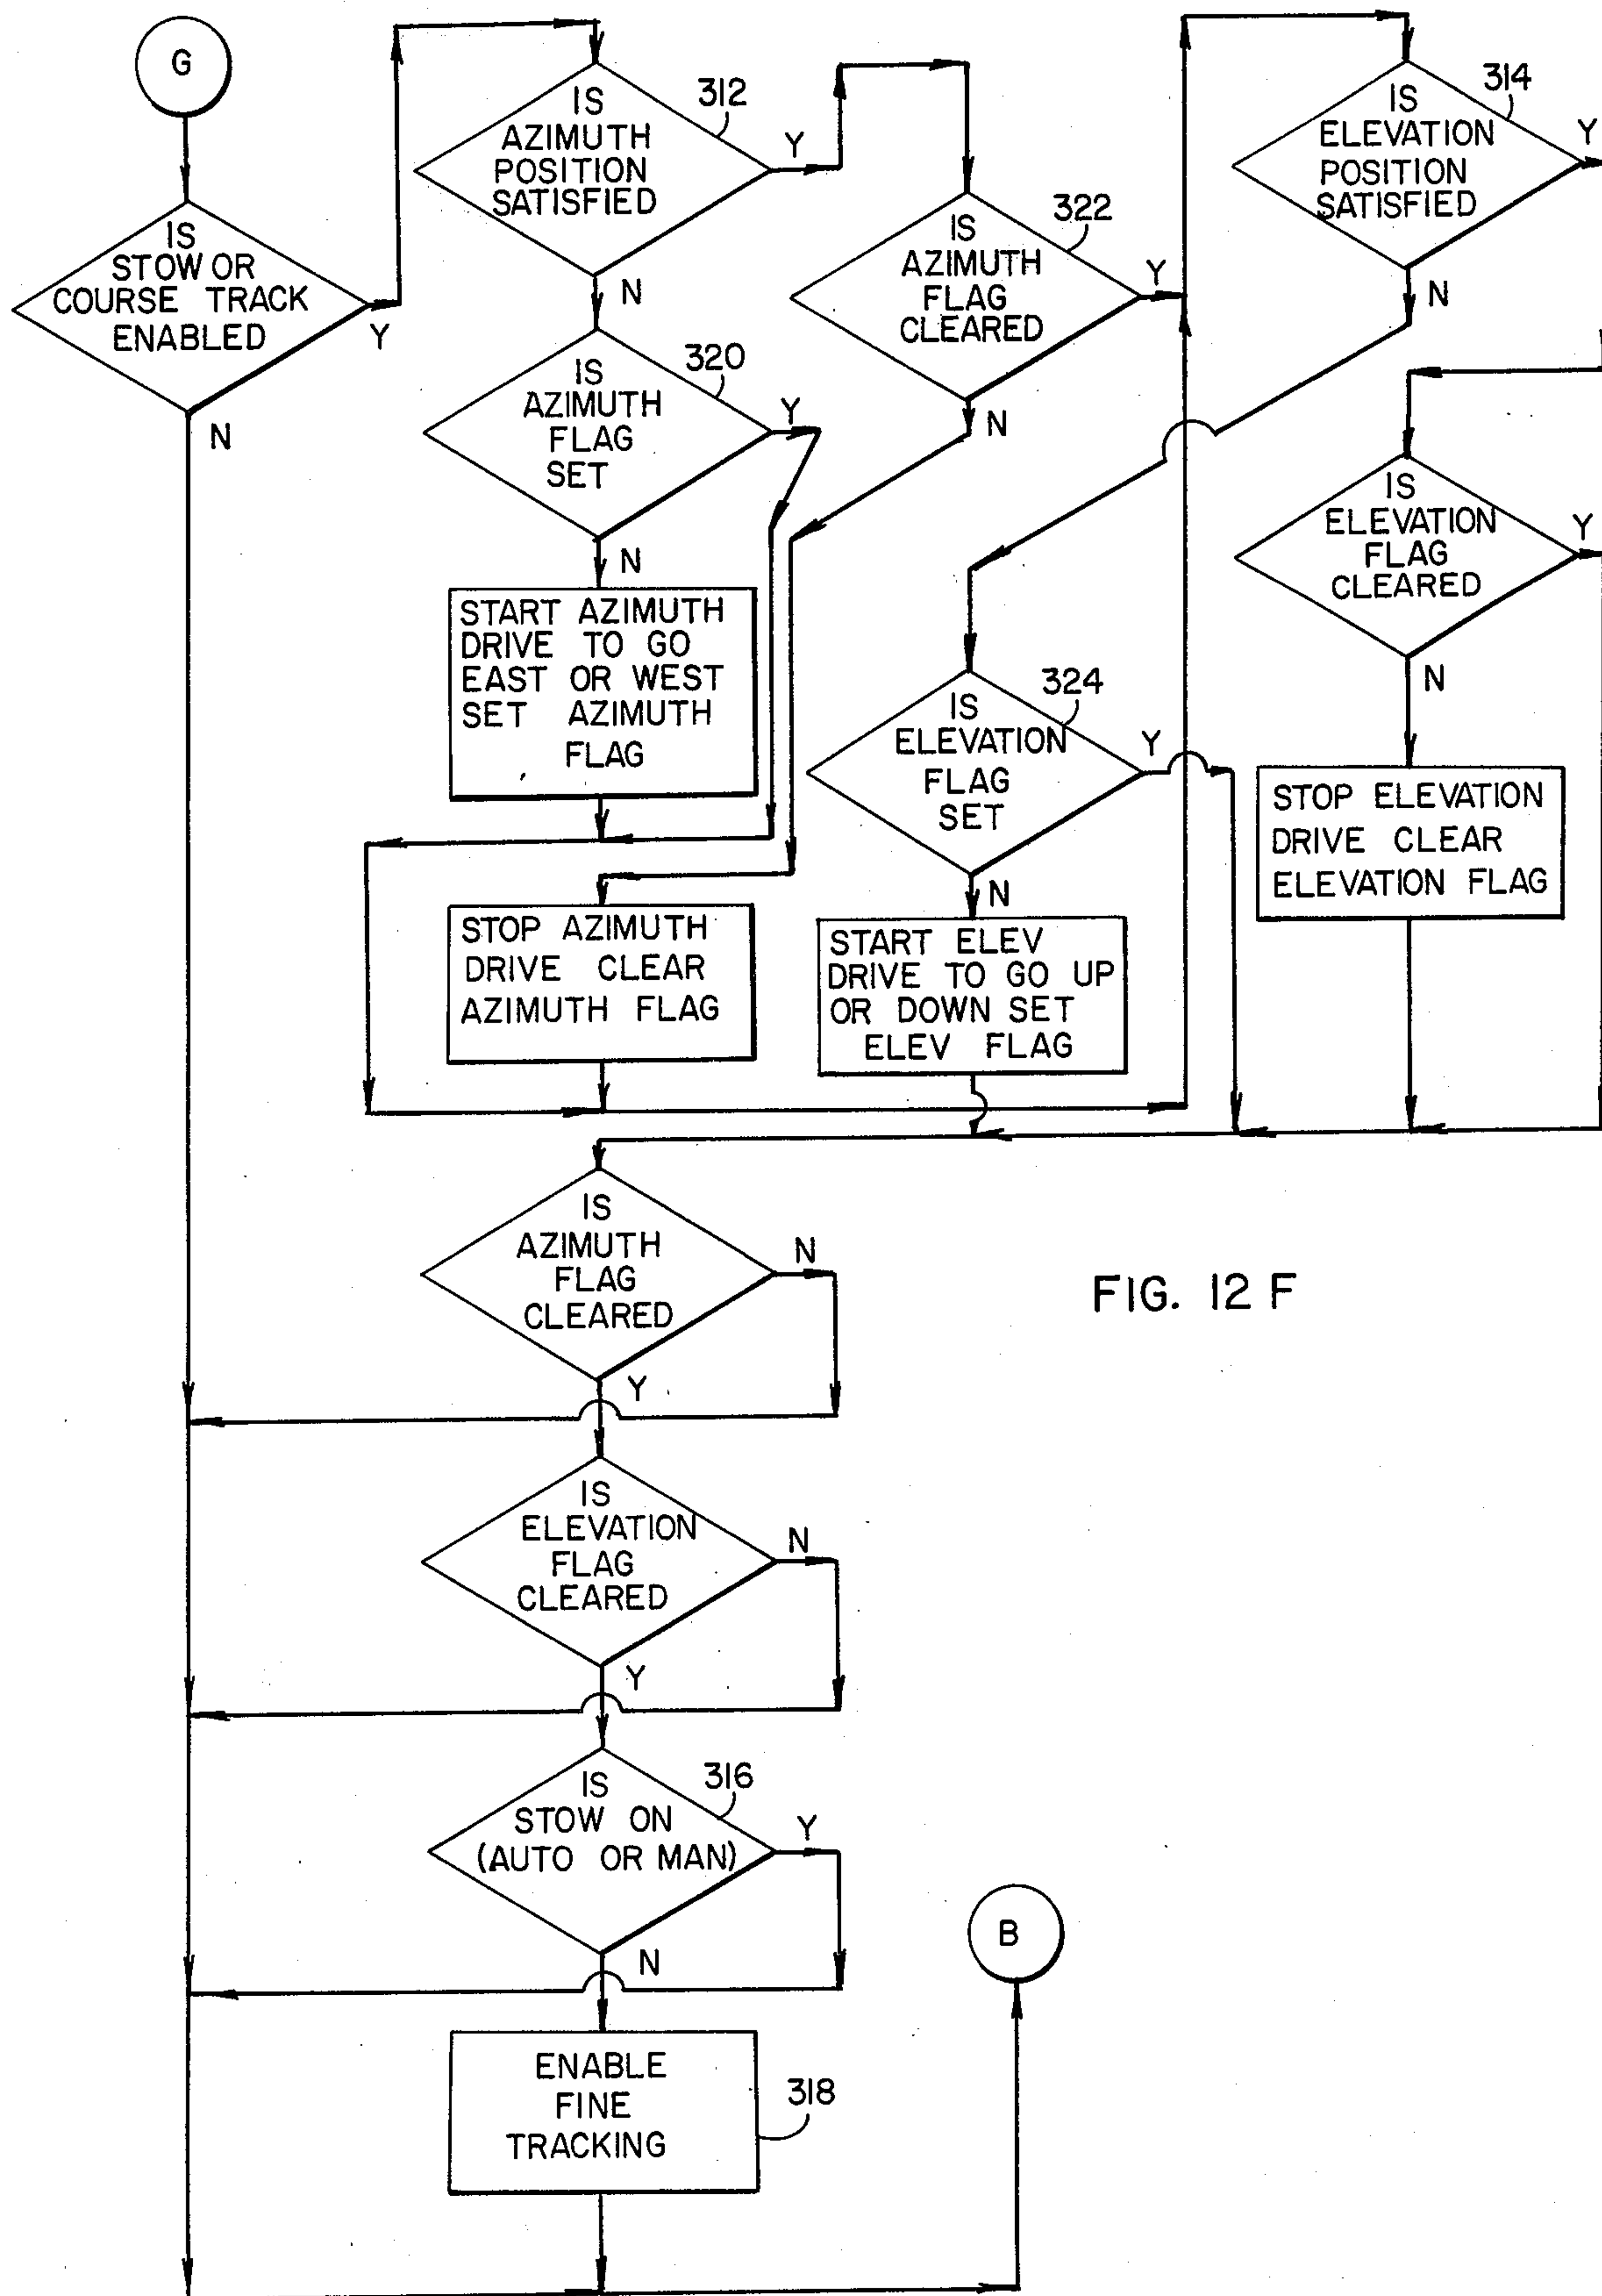 G
IS
STOW OR
COURSE TRACK
ENABLED
Y
N
IS
AZIMUTH
POSITION
SATISFIED
312
Y
N
IS
AZIMUTH
FLAG
SET
320
Y
N
START AZIMUTH
DRIVE TO GO
EAST OR WEST
SET AZIMUTH
FLAG
STOP AZIMUTH
DRIVE CLEAR
AZIMUTH FLAG
IS
AZIMUTH
FLAG
CLEARED
322
Y
N
IS
ELEVATION
POSITION
SATISFIED
314
Y
N
IS
ELEVATION
FLAG
SET
324
Y
N
START ELEV
DRIVE TO GO UP
OR DOWN SET
ELEV FLAG
IS
ELEVATION
FLAG
CLEARED
Y
N
STOP ELEVATION
DRIVE CLEAR
ELEVATION FLAG
IS
AZIMUTH
FLAG
CLEARED
N
Y
FIG. 12 F
IS
ELEVATION
FLAG
CLEARED
N
Y
IS
STOW ON
(AUTO OR MAN)
316
Y
N
ENABLE
FINE
TRACKING
318
B